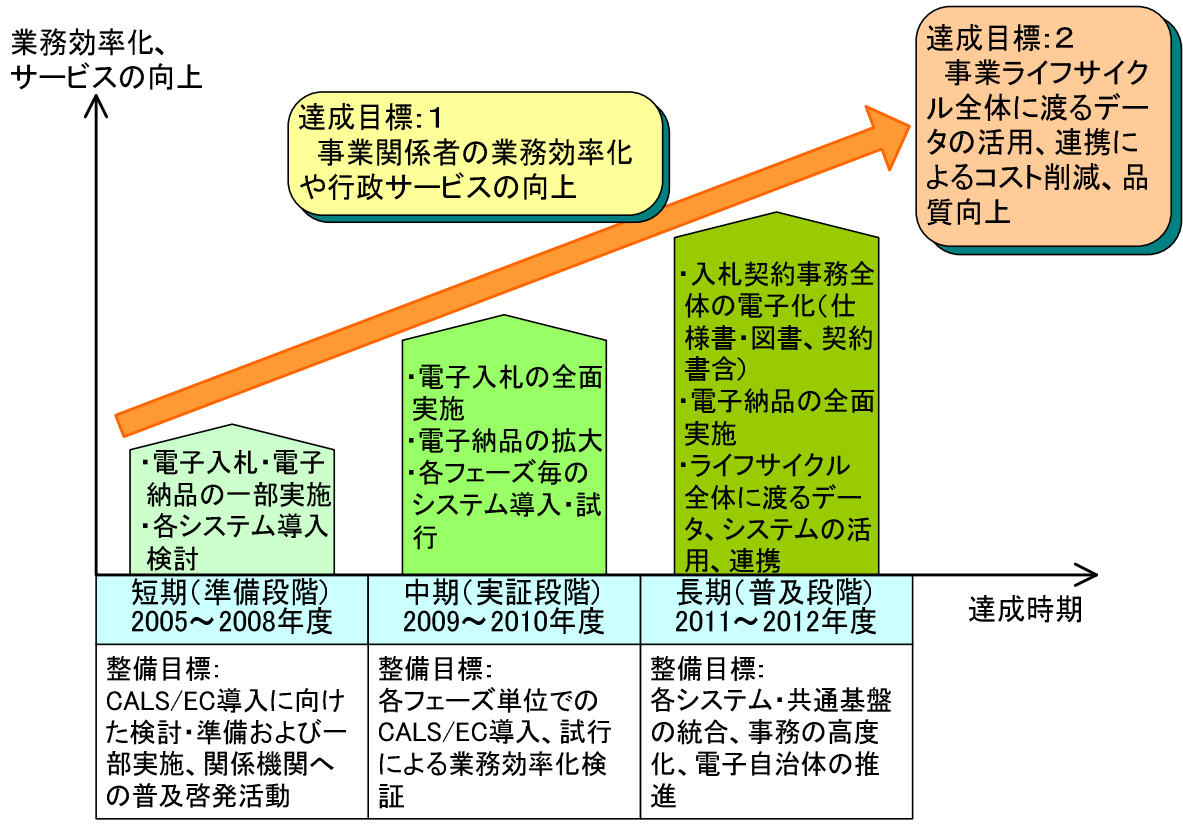 業務効率化、
サービスの向上
達成目標:1
事業関係者の業務効率化
や行政サービスの向上
達成目標:2
事業ライフサイク
ル全体に渡るデー
タの活用、連携に
よるコスト削減、品
質向上
・電子入札・電子
納品の一部実施
・各システム導入
検討
・電子入札の全面
実施
・電子納品の拡大
・各フェーズ毎の
システム導入・試
行
・入札契約事務全
体の電子化(仕
様書・図書、契約
書含)
・電子納品の全面
実施
・ライフサイクル
全体に渡るデー
タ、システムの活
用、連携
短期(準備段階)
2005～2008年度
中期(実証段階)
2009～2010年度
長期(普及段階)
2011～2012年度
達成時期
整備目標:
CALS/EC導入に向け
た検討・準備および一
部実施、関係機関へ
の普及啓発活動
整備目標:
各フェーズ単位での
CALS/EC導入、試行
による業務効率化検
証
整備目標:
各システム・共通基盤
の統合、事務の高度
化、電子自治体の推
進